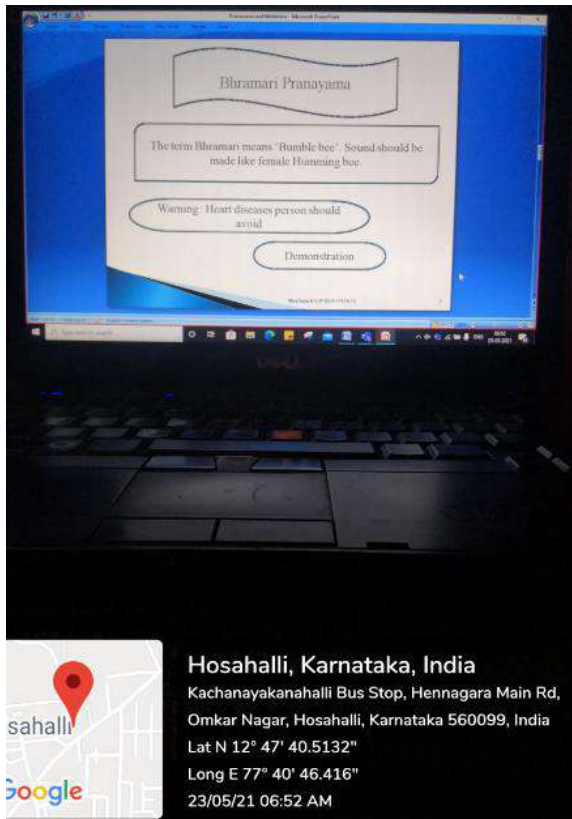 Bhramari Pranayama
The term Bhramari means 'Bumble bee'. Sound should be
made like female Humming bee.
Warning : Heart diseases person should
avoid
Demonstration
DELL
sahalli
Google
Hosahalli, Karnataka, India
Kachanayakanahalli Bus Stop, Hennagara Main Rd,
Omkar Nagar, Hosahalli, Karnataka 560099, India
Lat N 12° 47' 40.5132"
Long E 77° 40' 46.416"
23/05/21 06:52 AM